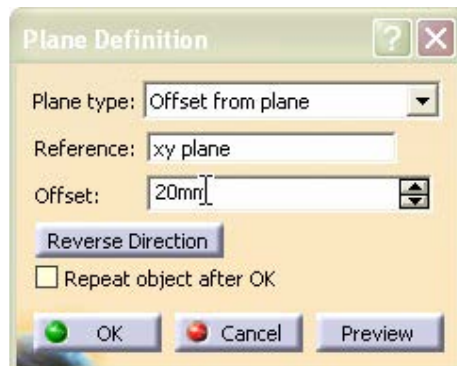 Plane Definition
Plane type: Offset from plane
Reference: xy plane
Offset: 20mm
Reverse Direction
Repeat object after OK
OK Cancel Preview